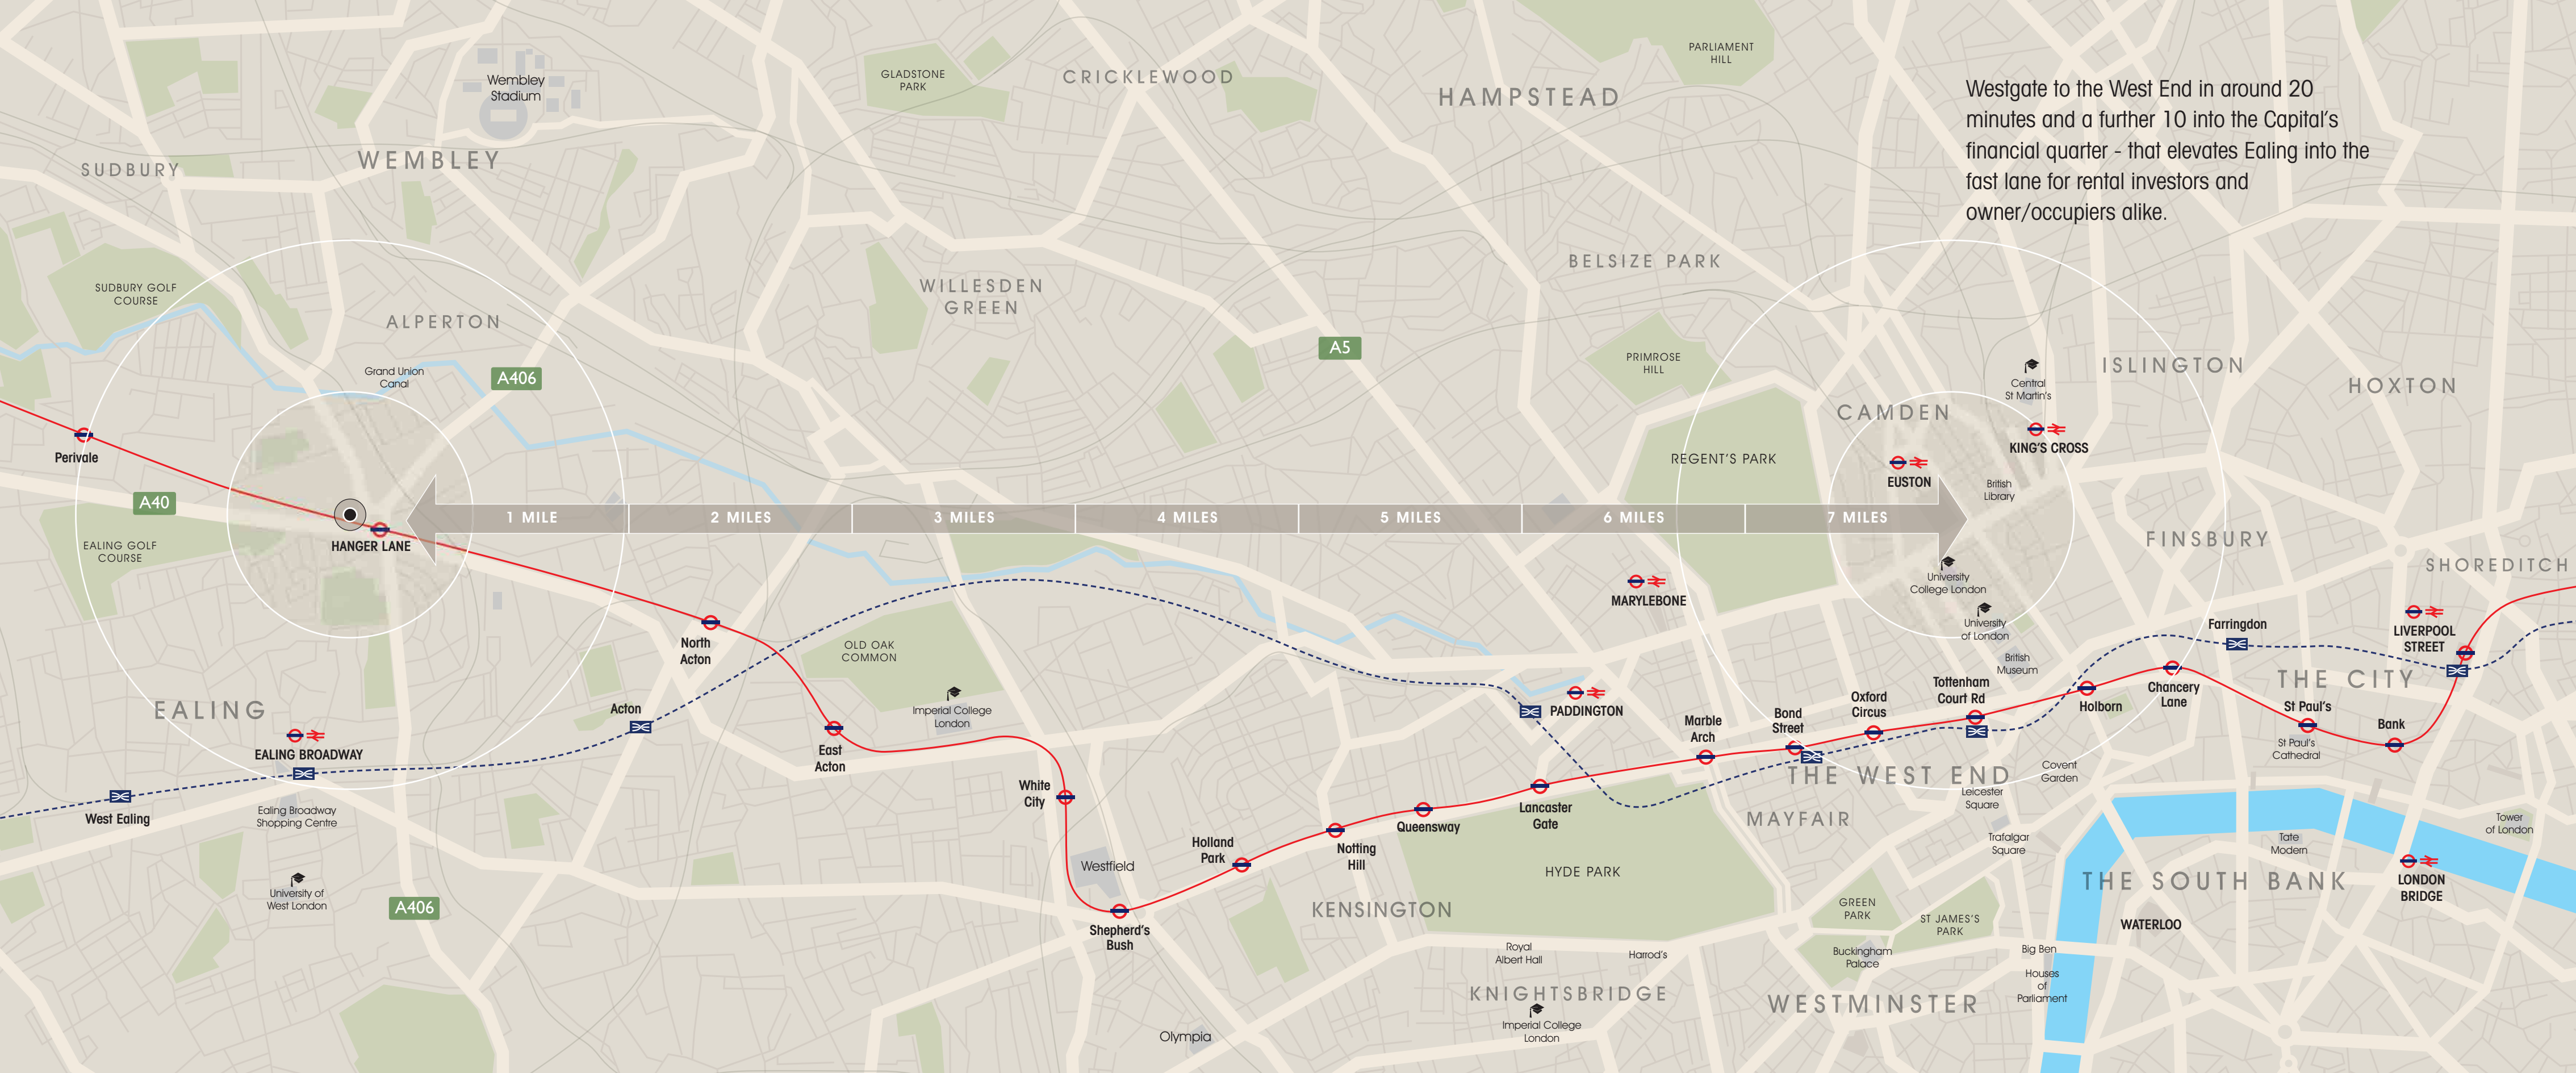 Westgate to the West End in around 20
minutes and a further 10 into the Capital's
financial quarter - that elevates Ealing into the
fast lane for rental investors and
owner/occupiers alike.
Wembley
Stadium
GLADSTONE
PARK
CRICKLEWOOD
HAMPSTEAD
PARLIAMENT
HILL
SUDBURY
WEMBLEY
BELSIZE PARK
SUDBURY GOLF
COURSE
ALPERTON
WILLESDEN
GREEN
A5
PRIMROSE
HILL
ISLINGTON
Grand Union
Canal
A406
Central
St Martin's
HOXTON
CAMDEN
KING'S CROSS
Perivale
REGENT'S PARK
EUSTON
British
Library
A40
1 MILE
2 MILES
3 MILES
4 MILES
5 MILES
6 MILES
7 MILES
HANGER LANE
EALING GOLF
COURSE
FINSBURY
SHOREDITCH
MARYLEBONE
University
College London
University
of London
Farringdon
LIVERPOOL
STREET
North
Acton
OLD OAK
COMMON
British
Museum
THE CITY
EALING
Acton
Imperial College
London
PADDINGTON
Marble
Arch
Bond
Street
Oxford
Circus
Tottenham
Court Rd
Holborn
Chancery
Lane
St Paul's
Bank
St Paul's
Cathedral
EALING BROADWAY
East
Acton
THE WEST END
Covent
Garden
Leicester
Square
West Ealing
Ealing Broadway
Shopping Centre
White
City
Holland
Park
Notting
Hill
Queensway
Lancaster
Gate
MAYFAIR
Trafalgar
Square
Tate
Modern
Tower
of London
Westfield
HYDE PARK
THE SOUTH BANK
LONDON
BRIDGE
University of
West London
A406
Shepherd's
Bush
KENSINGTON
GREEN
PARK
ST JAMES'S
PARK
WATERLOO
Royal
Albert Hall
Harrod's
Buckingham
Palace
Big Ben
Houses
of
Parliament
KNIGHTSBRIDGE
WESTMINSTER
Imperial College
London
Olympia